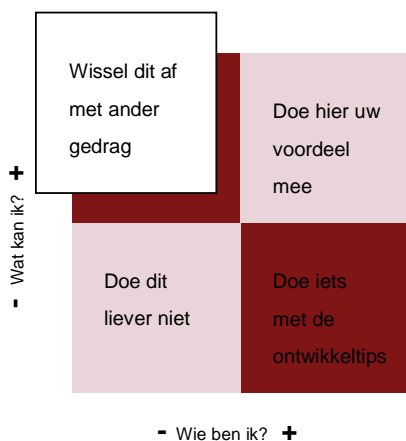 Wissel dit af
met ander
gedrag
Doe hier uw
voordeel
mee
- Wat kan ik? +
Doe dit
liever niet
Doe iets
met de
ontwikkeltips
- Wie ben ik? +